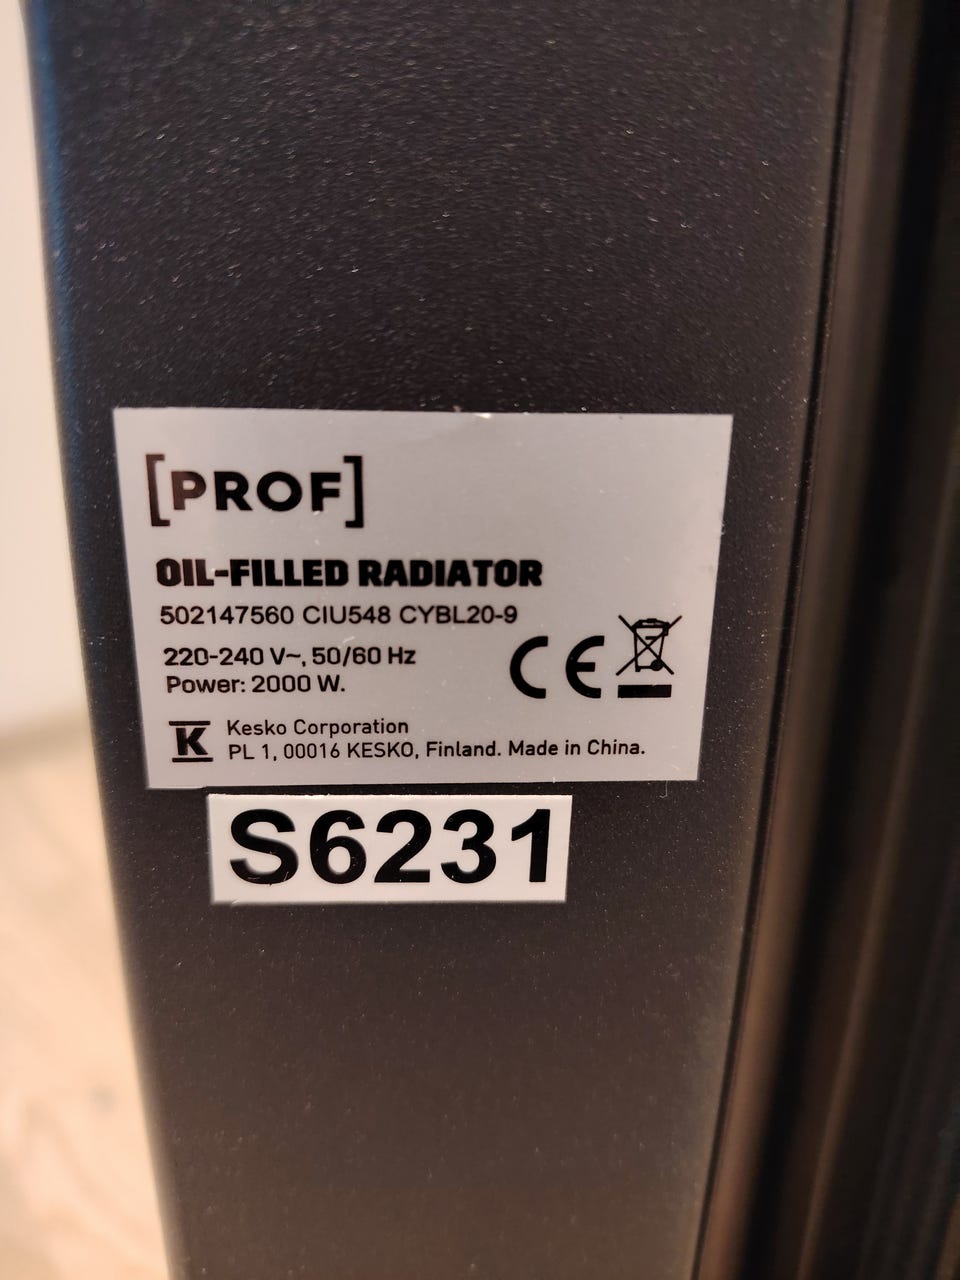 [PROF]
OIL-FILLED RADIATOR
502147560 CIU548 CYBL20-9
220-240 V~, 50/60 Hz
Power: 2000 W.
CE
K
Kesko Corporation
PL 1, 00016 KESKO, Finland. Made in China.
S6231